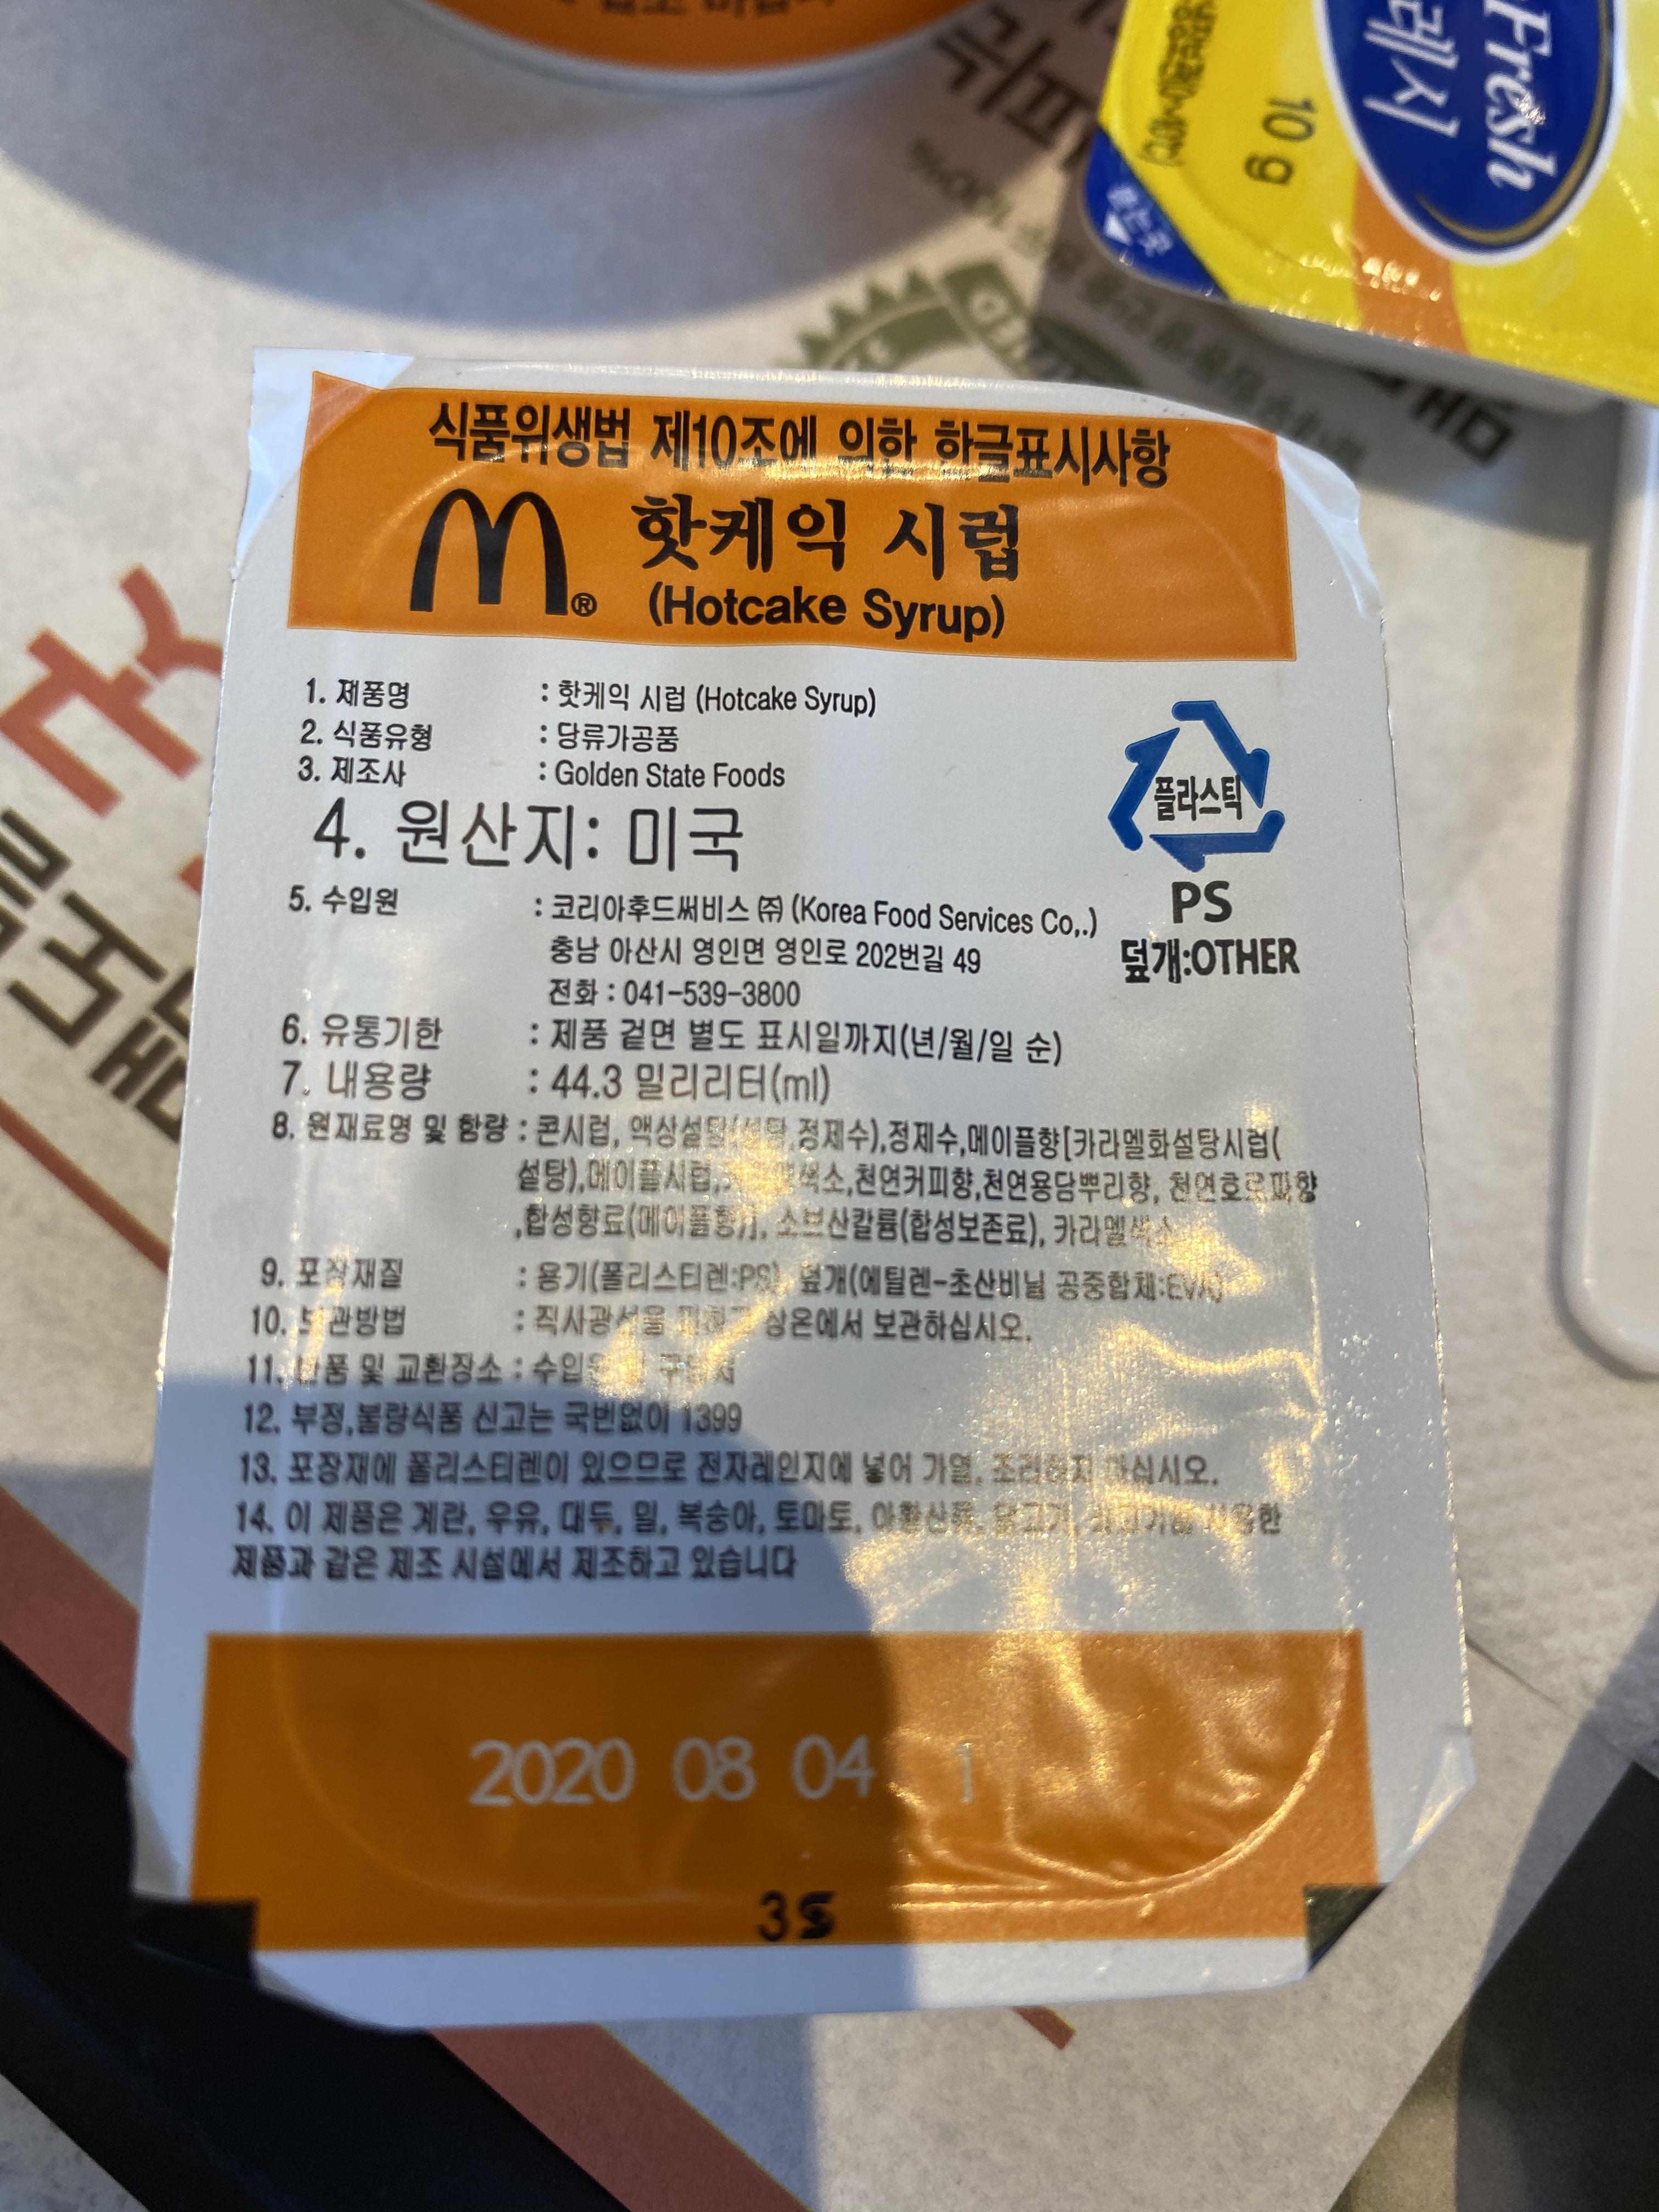 Fresh
레시
10 g
식품위생법 제10조에 의한 한글표시사항
M®
핫케익 시럽
(Hotcake Syrup)
1. 제품명 : 핫케익 시럽 (Hotcake Syrup)
2. 식품유형 : 당류가공품
3. 제조사 : Golden State Foods
4. 원산지: 미국
플라스틱
PS
덮개:OTHER
5. 수입원 : 코리아후드써비스 ㈜ (Korea Food Services Co,.)
충남 아산시 영인면 영인로 202번길 49
전화 : 041-539-3800
6. 유통기한 : 제품 겉면 별도 표시일까지(년/월/일 순)
7. 내용량 : 44.3 밀리리터(ml)
8. 원재료명 및 함량 : 콘시럽, 액상설탕(설탕,정제수),정제수,메이플향[카라멜화설탕시럽(
설탕),메이플시럽,천연커피향,천연용담뿌리향, 천연호로파향
,합성향료(메이플향)], 소브산칼륨(합성보존료), 카라멜색소
9. 포장재질 : 용기(폴리스티렌:PS), 덮개(에틸렌-초산비닐 공중합체:EVA)
10. 보관방법 : 직사광선을 상온에서 보관하십시오.
11. 반품 및 교환장소 : 수입원
12. 부정,불량식품 신고는 국번없이 1399
13. 포장재에 폴리스티렌이 있으므로 전자레인지에 넣어 가열, 조리하지 마십시오.
14. 이 제품은 계란, 우유, 대두, 밀, 복숭아, 토마토, 아황산류, 닭고기,
제품과 같은 제조 시설에서 제조하고 있습니다
2020 08 04 1